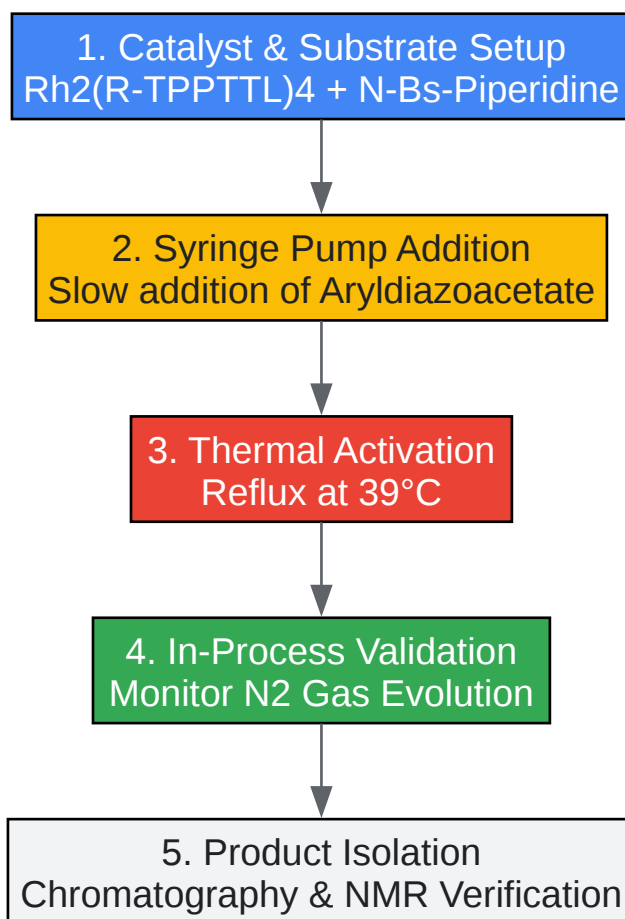 1. Catalyst & Substrate Setup
Rh2(R-TPPTTL)4 + N-Bs-Piperidine
2. Syringe Pump Addition
Slow addition of Aryldiazoacetate
3. Thermal Activation
Reflux at 39°C
4. In-Process Validation
Monitor N2 Gas Evolution
5. Product Isolation
Chromatography & NMR Verification